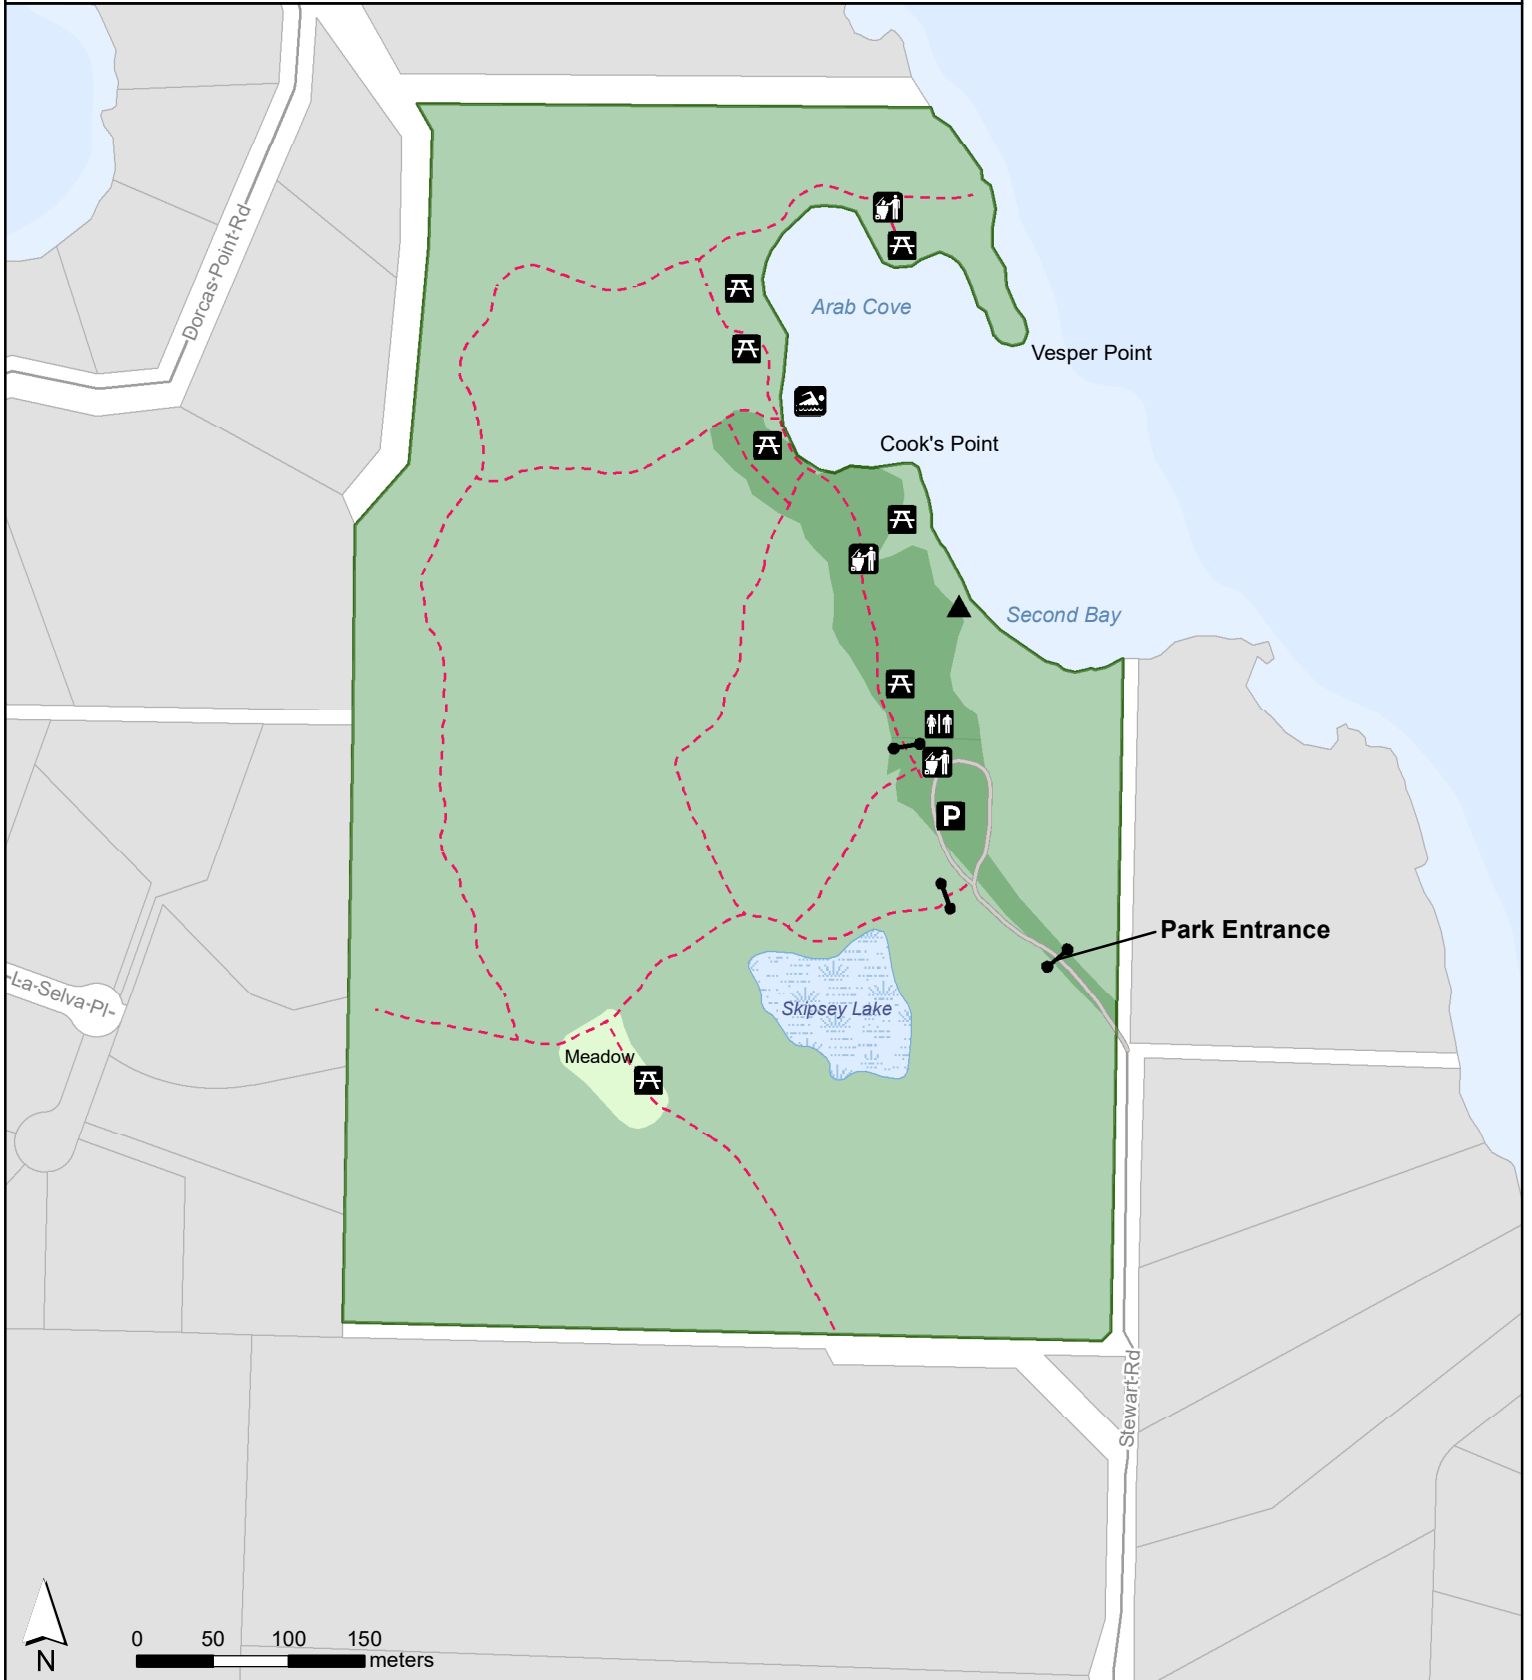 Dorcas-Point-Rd
Arab Cove
Vesper Point
Cook's Point
Second Bay
P
Park Entrance
La-Selva-Pl
Skipsey Lake
Meadow
Stewart-Rd
0 50 100 150
meters
N